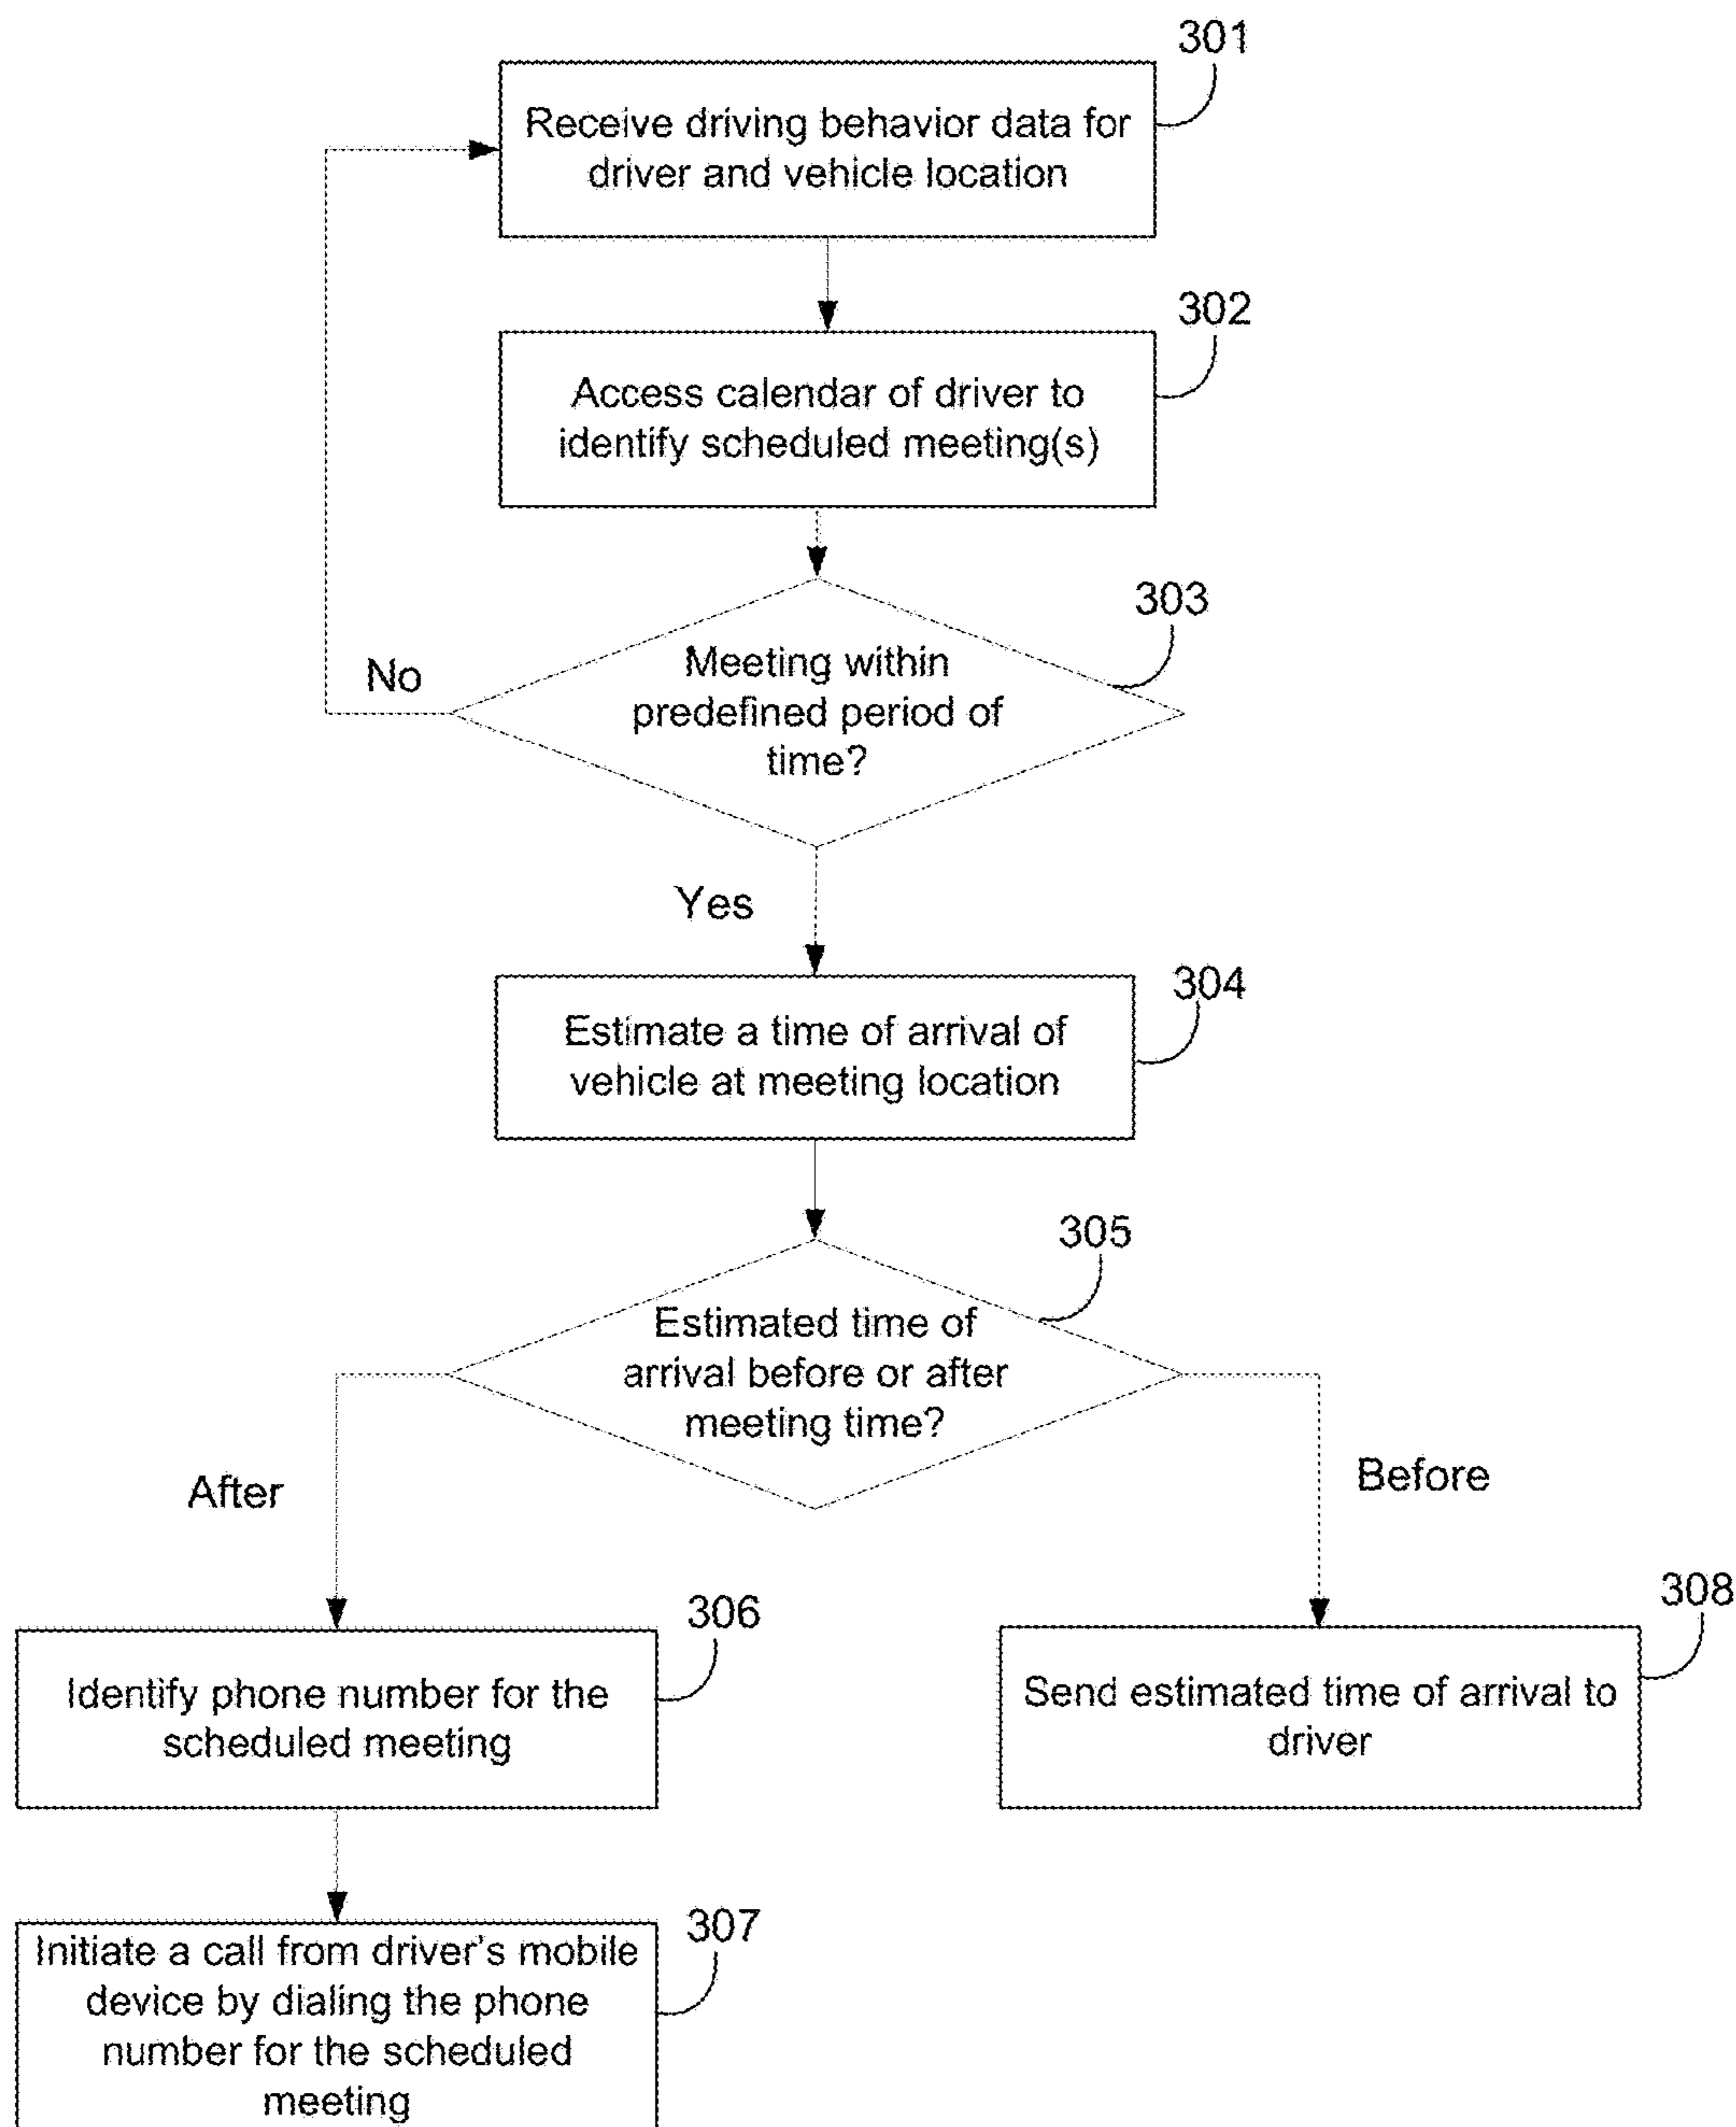 301
Receive driving behavior data for
driver and vehicle location
302
Access calendar of driver to
identify scheduled meeting(s)
303
Meeting within
predefined period of
time?
No
Yes
304
Estimate a time of arrival of
vehicle at meeting location
305
Estimated time of
arrival before or after
meeting time?
After
Before
306
Identify phone number for the
scheduled meeting
308
Send estimated time of arrival to
driver
307
Initiate a call from driver's mobile
device by dialing the phone
number for the scheduled
meeting